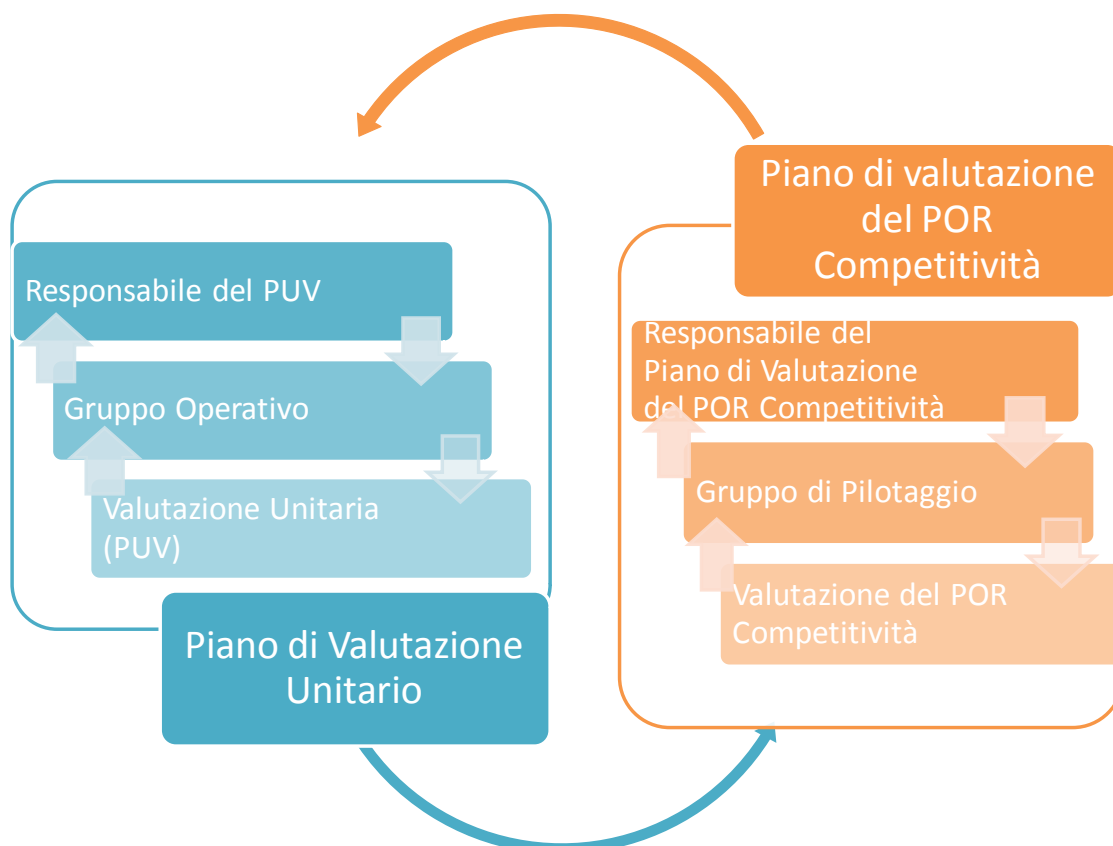 Responsabile del PUV
Gruppo Operativo
Valutazione Unitaria
(PUV)
Piano di Valutazione
Unitario
Piano di valutazione
del POR
Competitività
Responsabile del
Piano di Valutazione
del POR Competitività
Gruppo di Pilotaggio
Valutazione del POR
Competitività